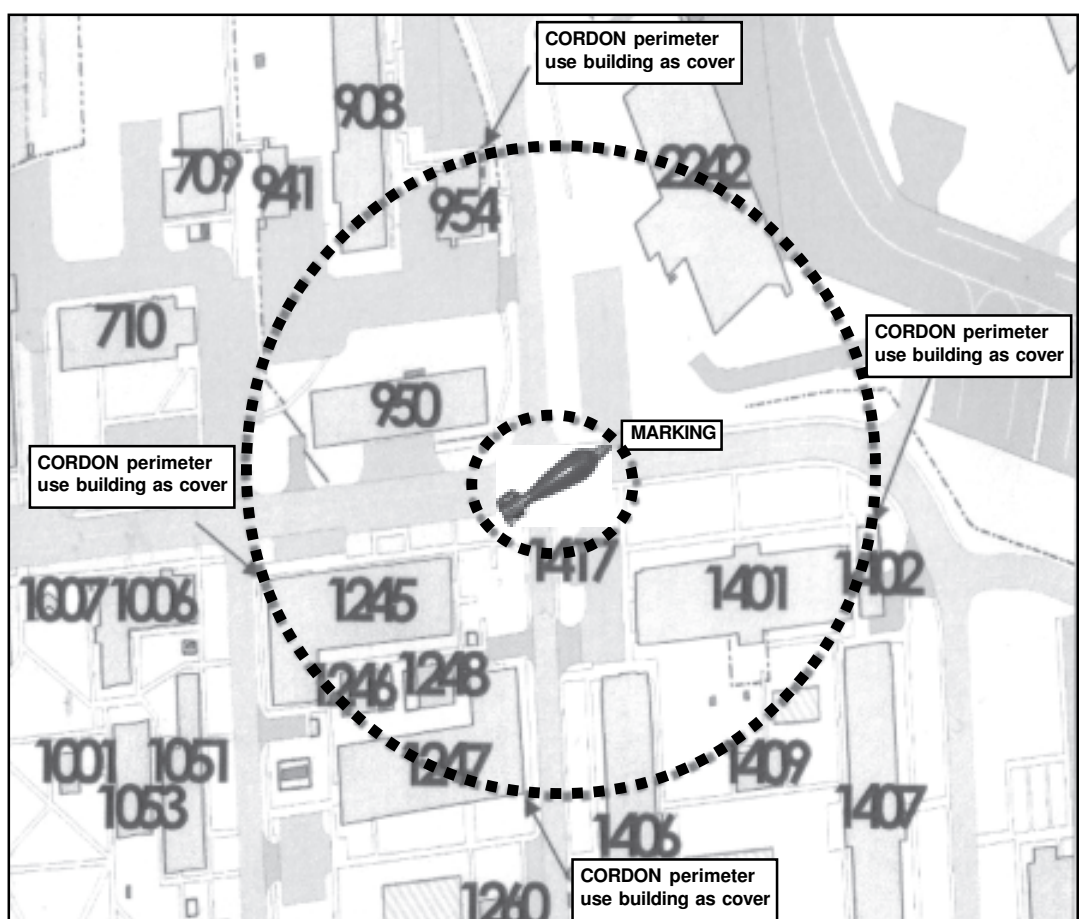 CORDON perimeter
use building as cover
908
709
941
2242
954
710
CORDON perimeter
use building as cover
950
MARKING
CORDON perimeter
use building as cover
1417
1007
1006
1245
1401
1402
1246
1248
1001
1051
1247
1409
1053
1407
1406
CORDON perimeter
use building as cover
1260